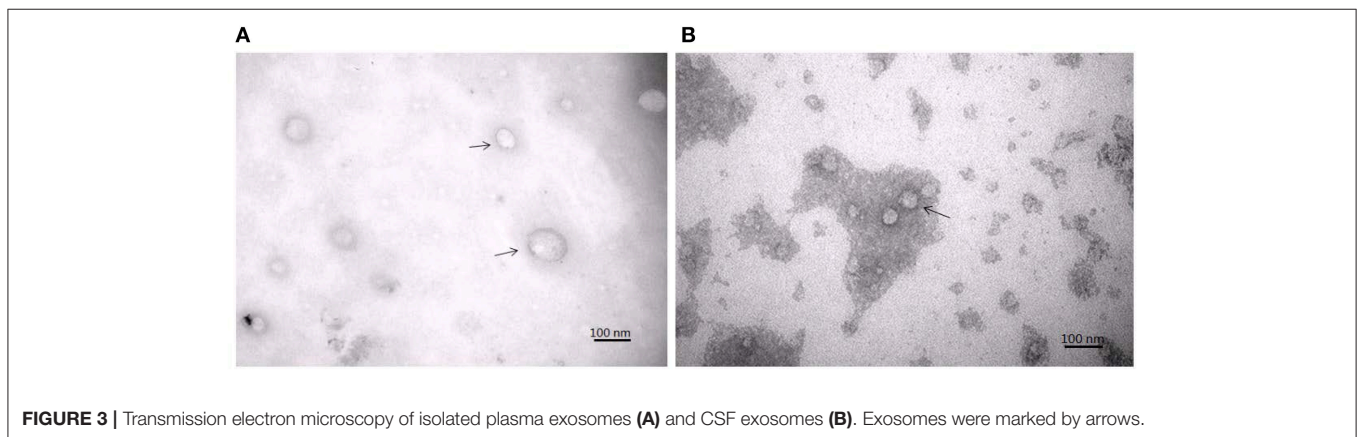 A
B
100 nm
100 nm
FIGURE 3 | Transmission electron microscopy of isolated plasma exosomes (A) and CSF exosomes (B). Exosomes were marked by arrows.